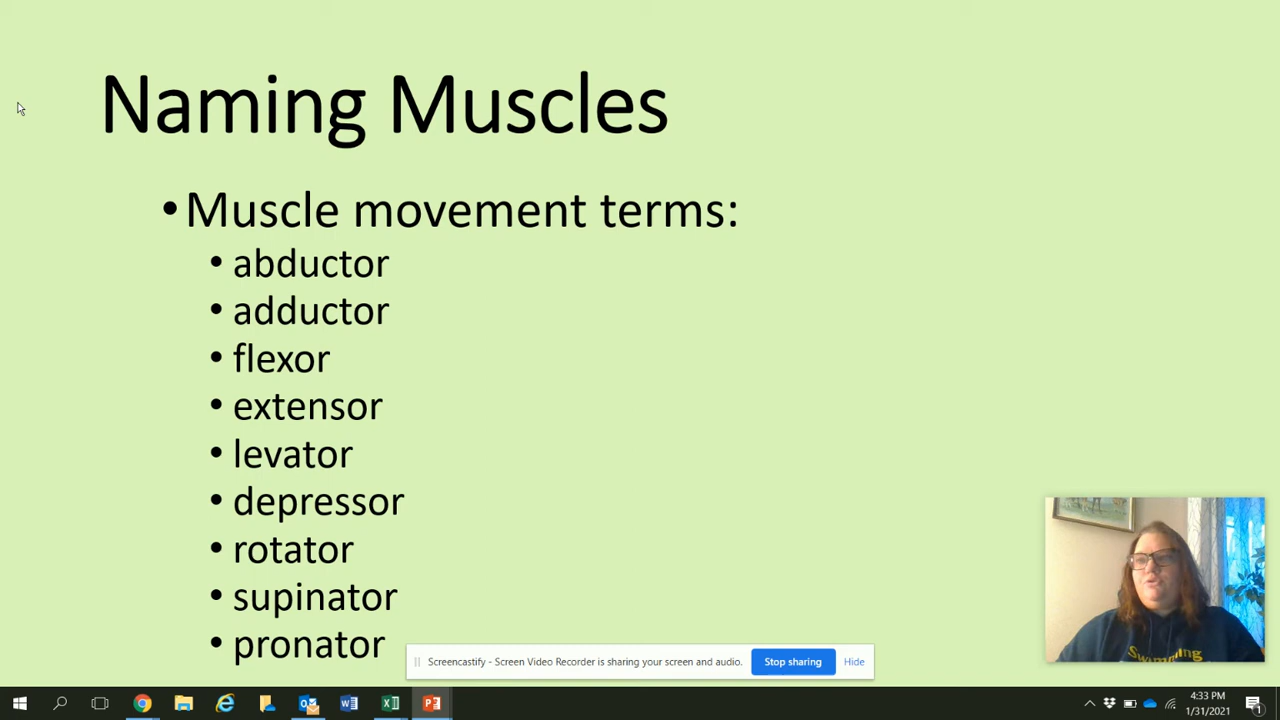 Naming Muscles
•Muscle movement terms:
• abductor
• adductor
• flexor
• extensor
• levator
• depressor
• rotator
• supinator
• pronator
Screencastify - Screen Video Recorder is sharing your screen and audio.
Stop sharing
Hide
Swimming
4:33 PM
1/31/2021